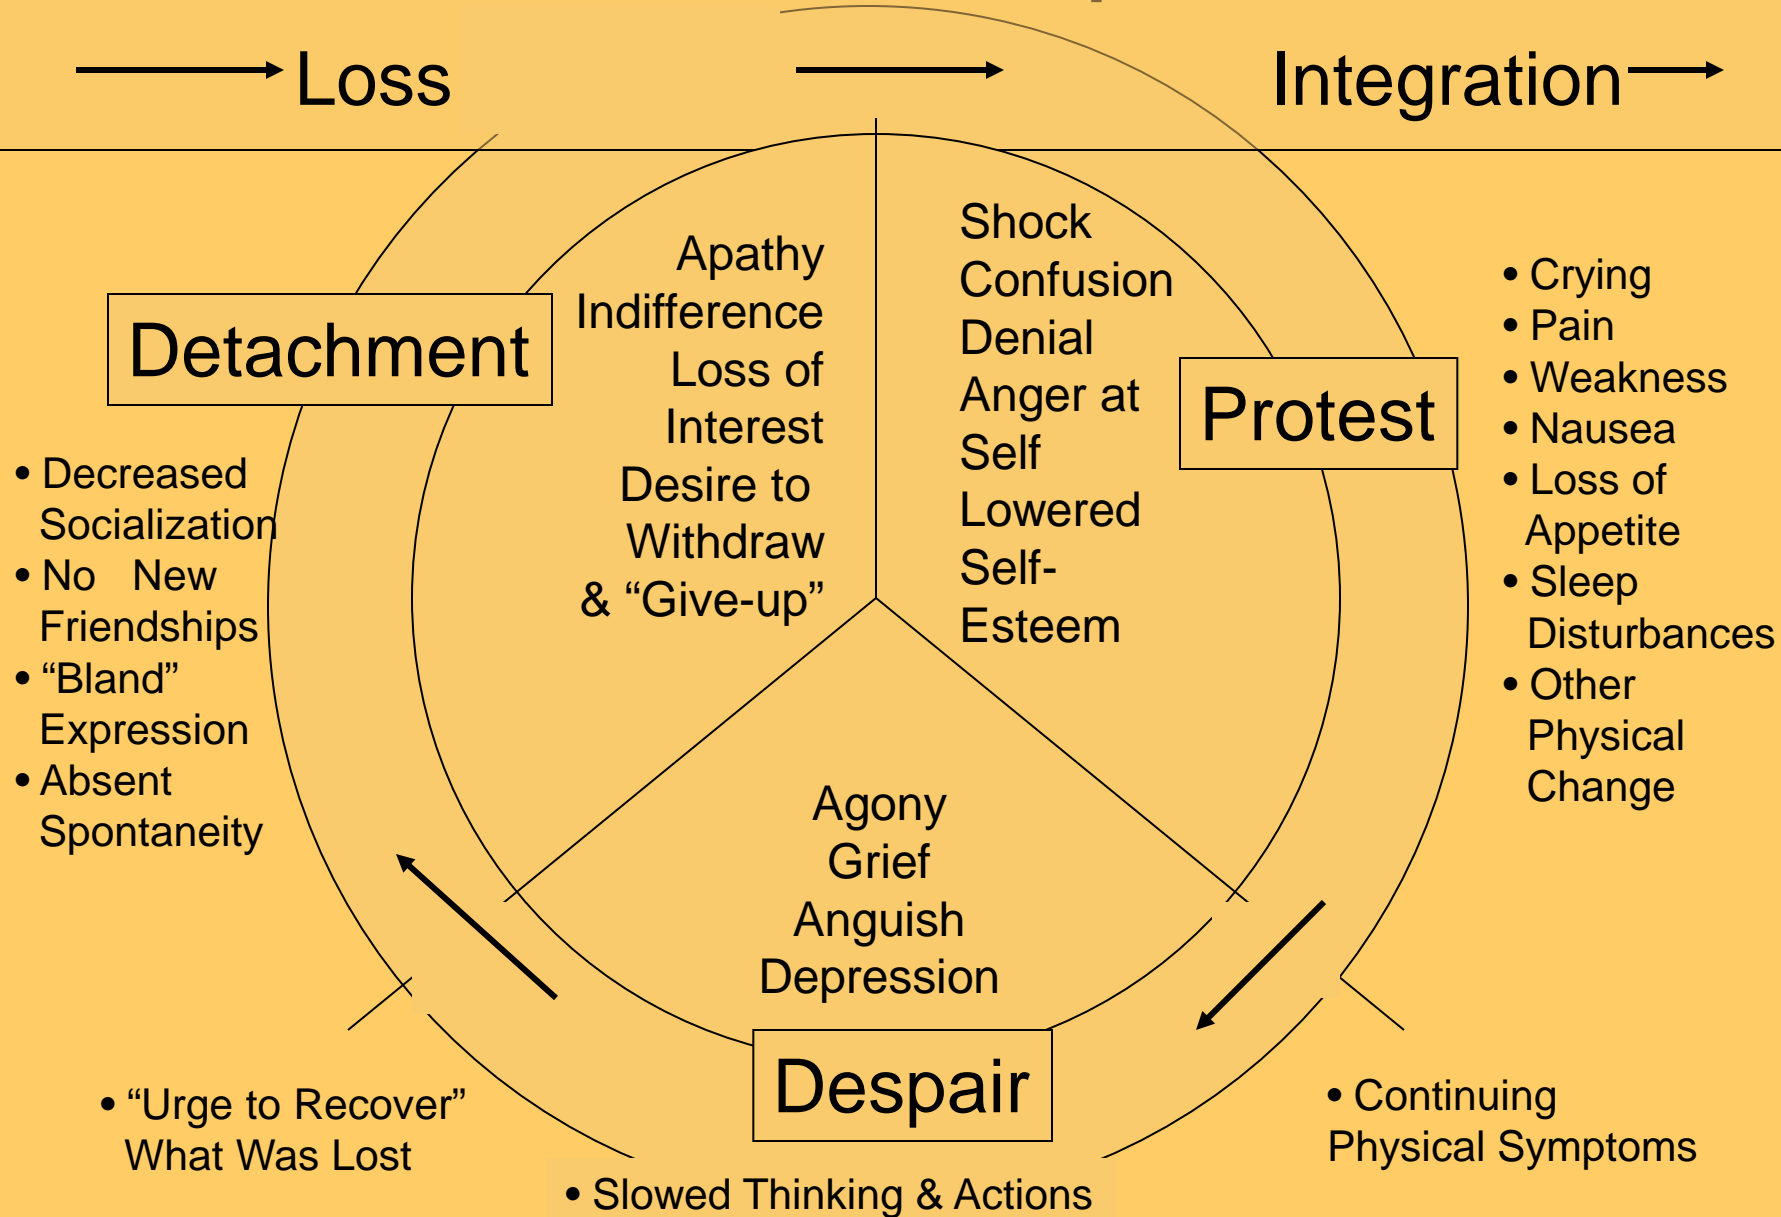 Loss
Integration
Apathy
Indifference
Loss of
Interest
Desire to
Withdraw
& “Give-up”
Shock
Confusion
Denial
Anger at
Self
Lowered
Self-
Esteem
Detachment
Protest
• Crying
• Pain
• Weakness
• Nausea
• Loss of
Appetite
• Sleep
Disturbances
• Other
Physical
Change
• Decreased
Socialization
• No New
Friendships
• “Bland”
Expression
• Absent
Spontaneity
Agony
Grief
Anguish
Depression
Despair
• “Urge to Recover”
What Was Lost
• Slowed Thinking & Actions
• Continuing
Physical Symptoms